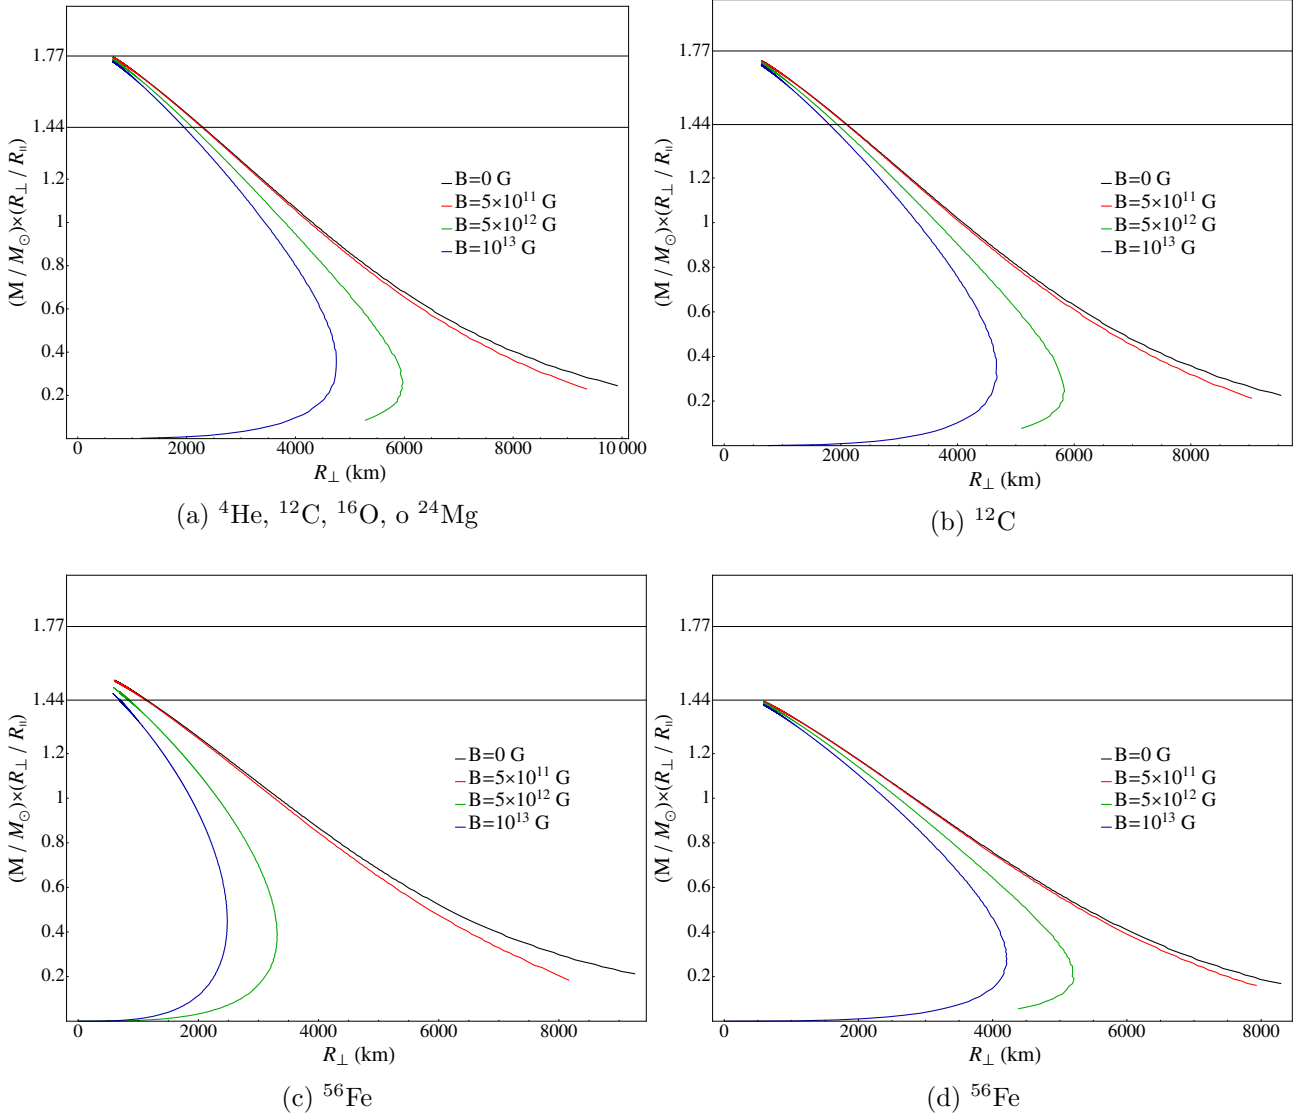 1.77
1.44
1.2
1
0.8
0.6
0.4
0.2
(M / M⊙)×(R⊥ / R∥)
B=0 G
B=5×10¹¹ G
B=5×10¹² G
B=10¹³ G
0 2000 4000 6000 8000 10 000
R⊥ (km)
(a) ⁴He, ¹²C, ¹⁶O, o ²⁴Mg
1.77
1.44
1.2
1
0.8
0.6
0.4
0.2
(M / M⊙)×(R⊥ / R∥)
B=0 G
B=5×10¹¹ G
B=5×10¹² G
B=10¹³ G
0 2000 4000 6000 8000
R⊥ (km)
(b) ¹²C
1.77
1.44
1.2
1
0.8
0.6
0.4
0.2
(M / M⊙)×(R⊥ / R∥)
B=0 G
B=5×10¹¹ G
B=5×10¹² G
B=10¹³ G
0 2000 4000 6000 8000
R⊥ (km)
(c) ⁵⁶Fe
1.77
1.44
1.2
1
0.8
0.6
0.4
0.2
(M / M⊙)×(R⊥ / R∥)
B=0 G
B=5×10¹¹ G
B=5×10¹² G
B=10¹³ G
0 2000 4000 6000 8000
R⊥ (km)
(d) ⁵⁶Fe